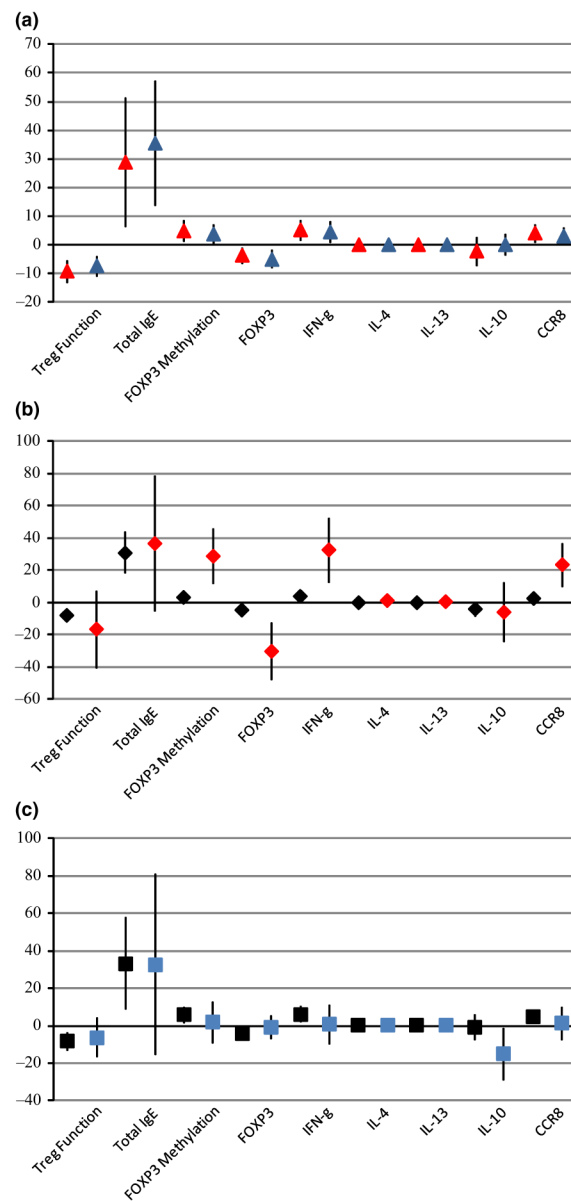 (a)
70
60
50
40
30
20
10
0
–10
–20
Treg Function
Total IgE
FOXP3 Methylation
FOXP3
IFN-g
IL-4
IL-13
IL-10
CCR8
(b)
100
80
60
40
20
0
–20
–40
–60
Treg Function
Total IgE
FOXP3 Methylation
FOXP3
IFN-g
IL-4
IL-13
IL-10
CCR8
(c)
100
80
60
40
20
0
–20
–40
Treg Function
Total IgE
FOXP3 Methylation
FOXP3
IFN-g
IL-4
IL-13
IL-10
CCR8